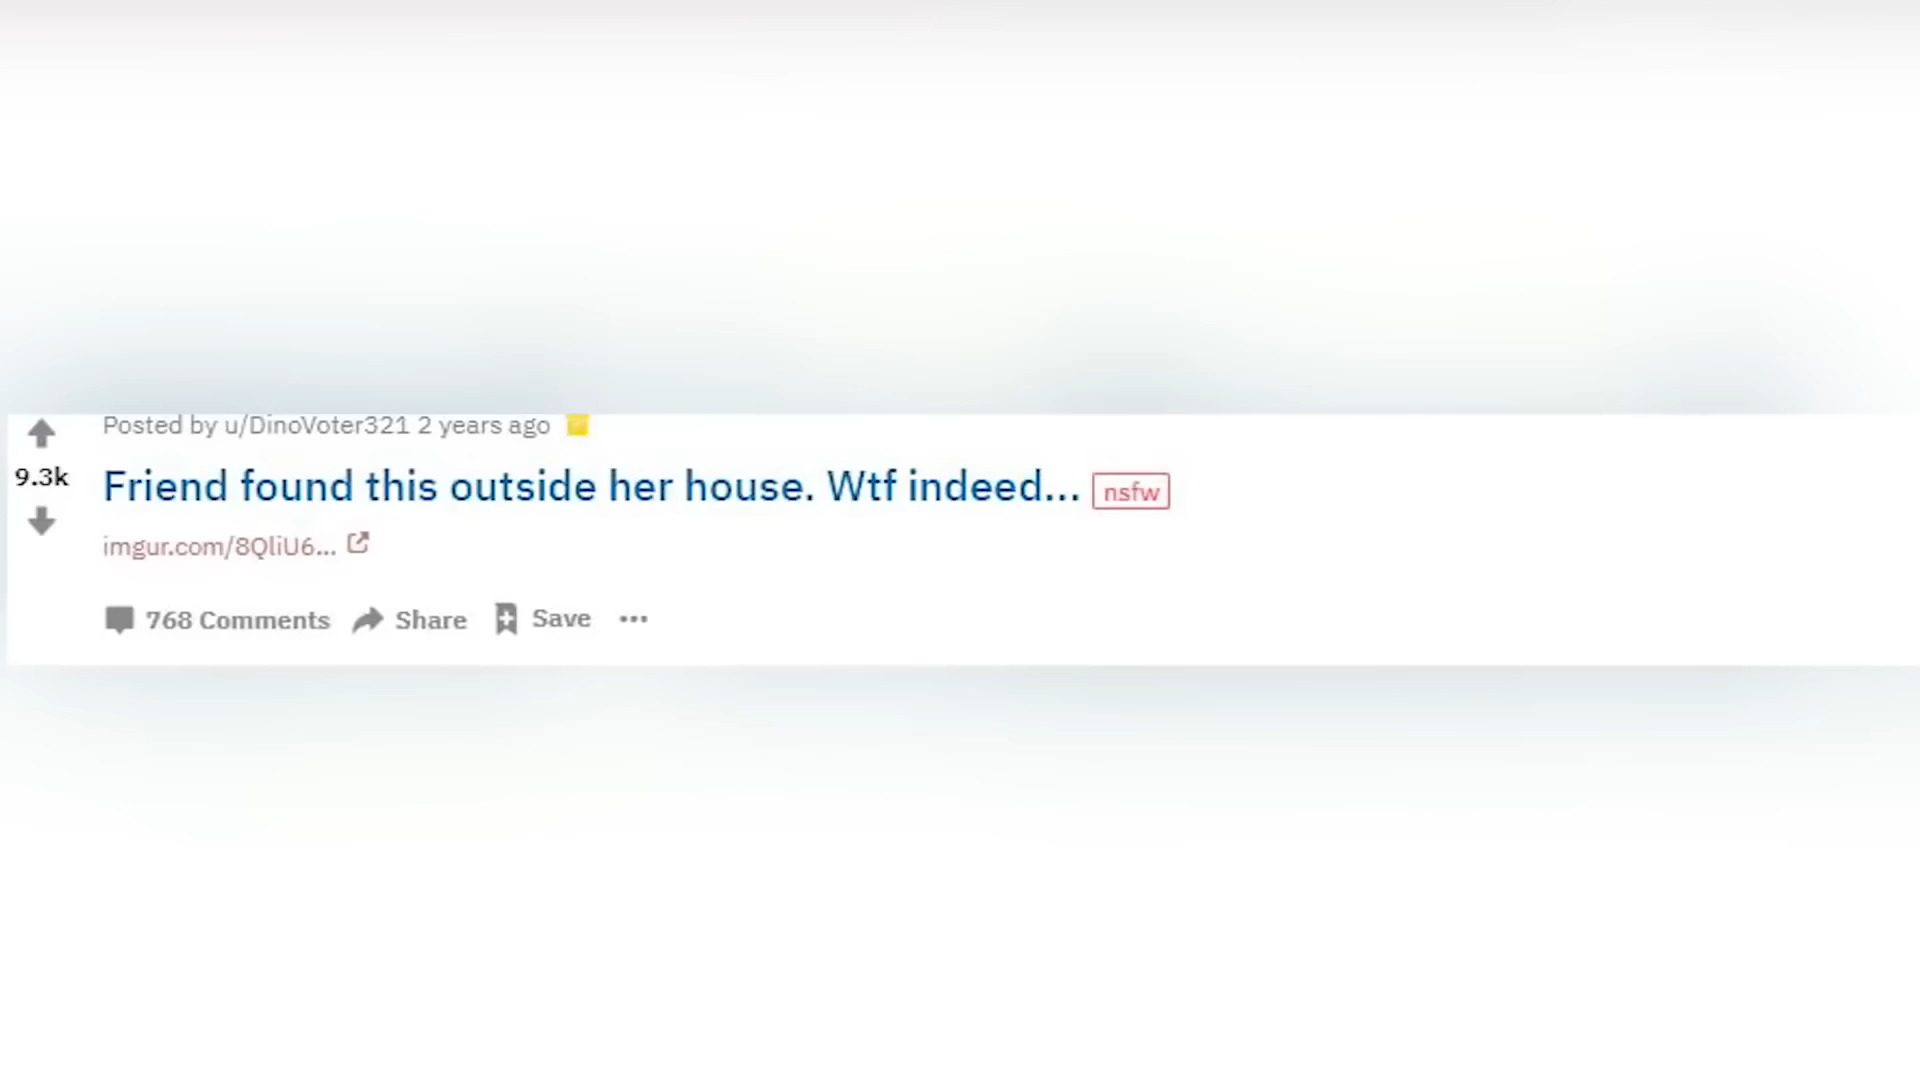 Posted by u/DinoVoter321 2 years ago
9.3k
Friend found this outside her house. Wtf indeed... nsfw
imgur.com/8QliU6...
768 Comments Share Save ...